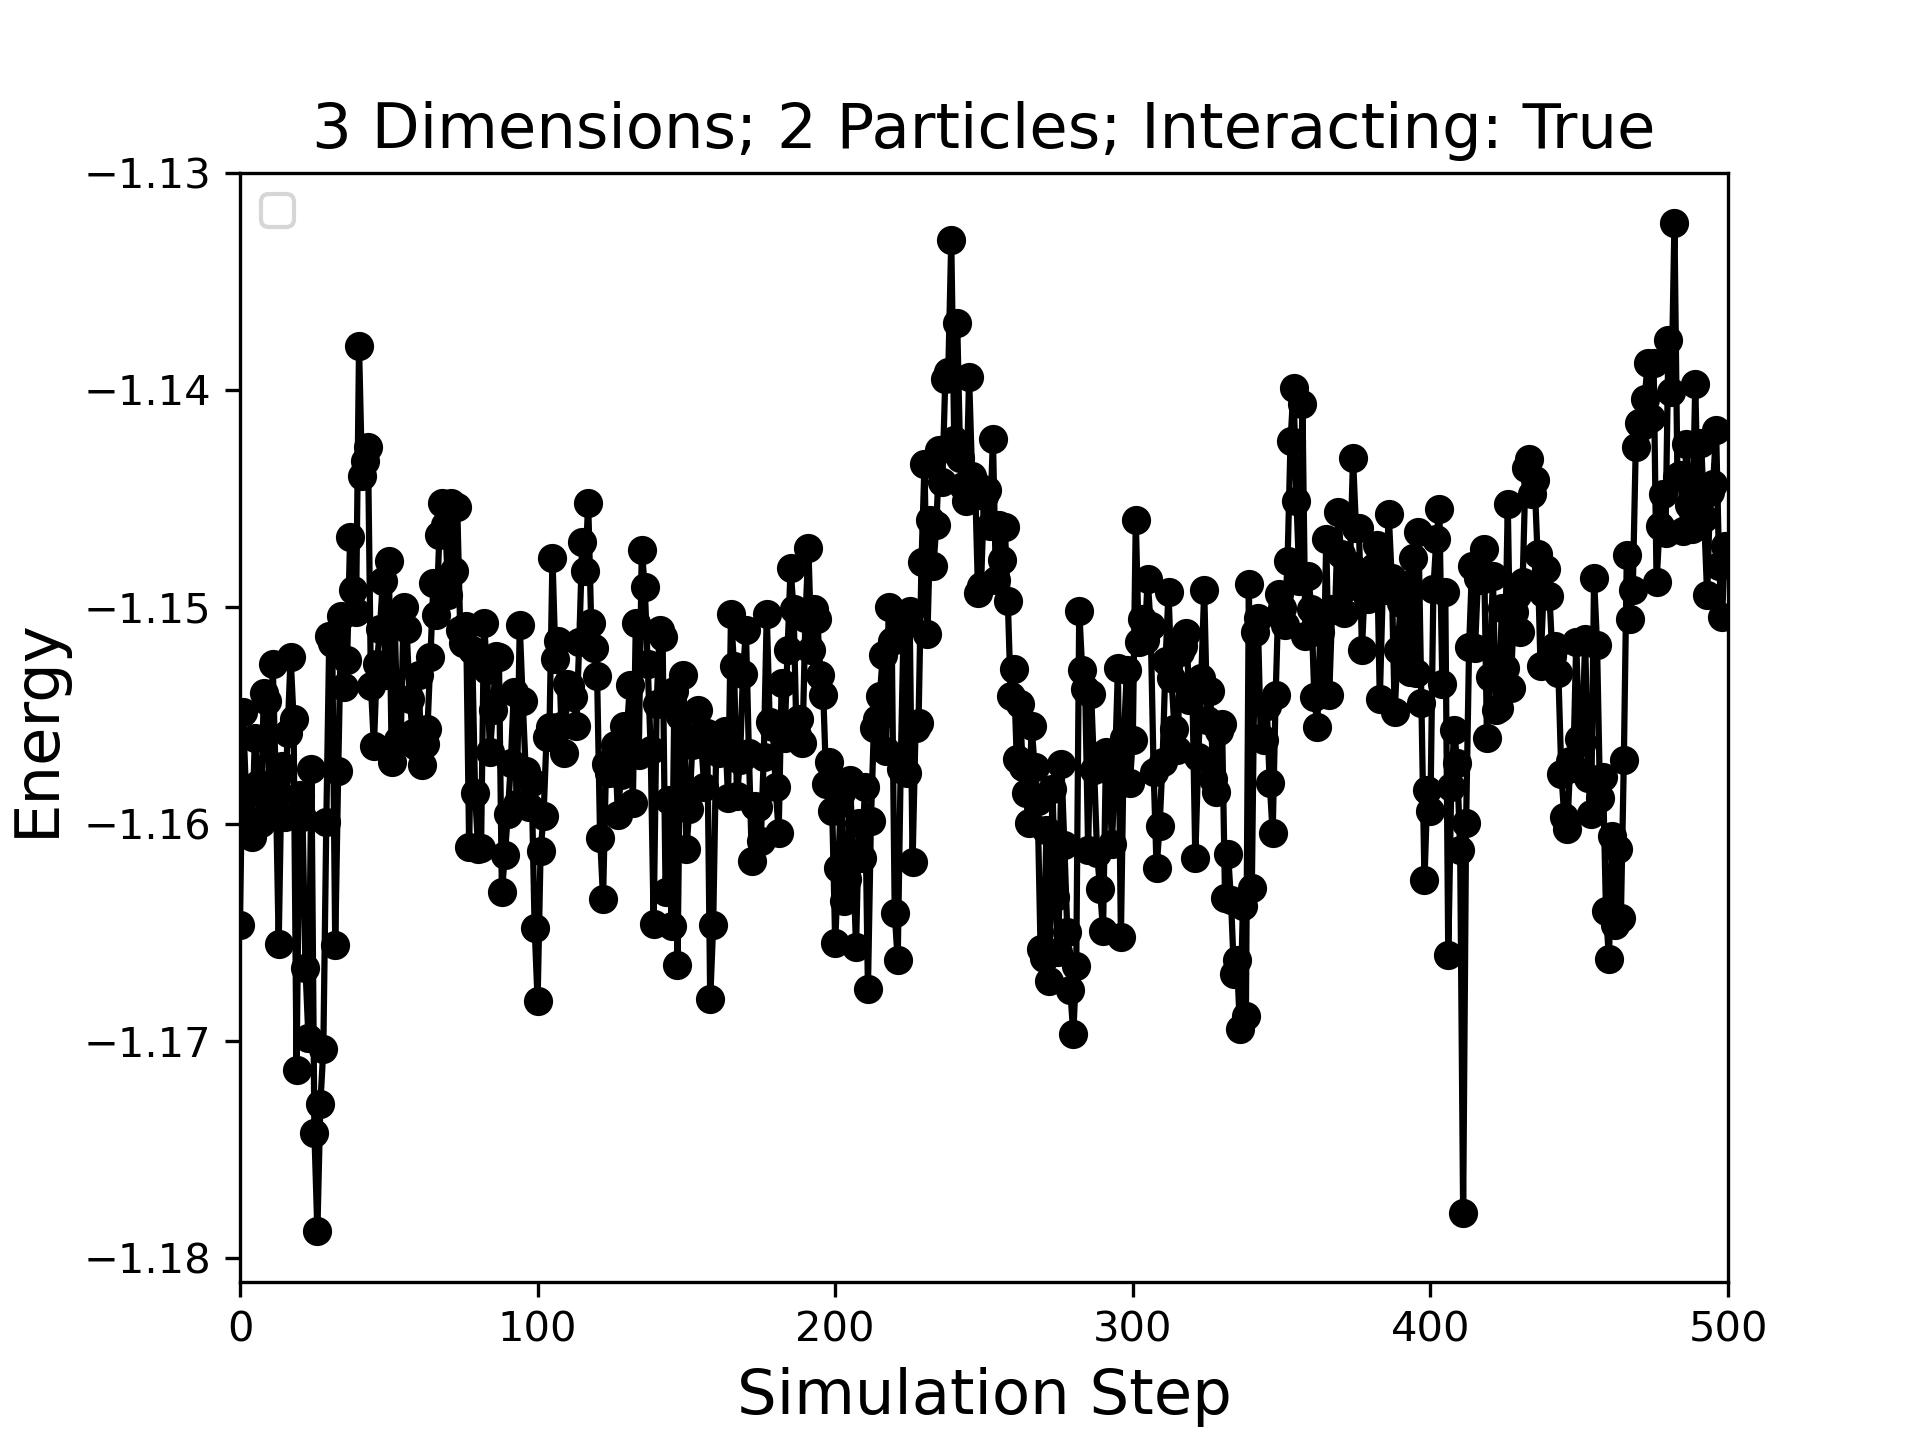 3 Dimensions; 2 Particles; Interacting: True
−1.13
−1.14
−1.15
−1.16
−1.17
−1.18
Energy
0 100 200 300 400 500
Simulation Step